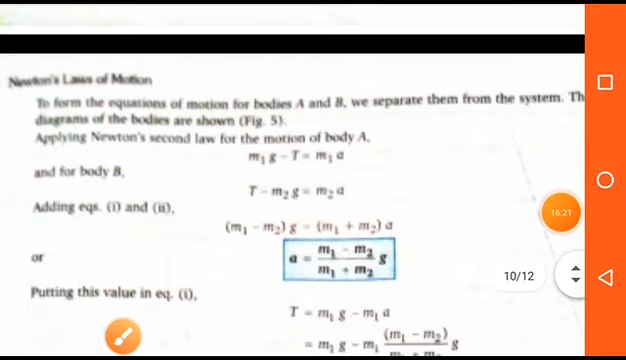 Newton's Laws of Motion
To form the equations of motion for bodies A and B, we separate them from the system. Th
diagrams of the bodies are shown (Fig. 5).
Applying Newton's second law for the motion of body A,
m₁ g − T = m₁ a
and for body B,
T − m₂ g = m₂ a
Adding eqs. (i) and (ii),
(m₁ − m₂) g = (m₁ + m₂) a
or
a = (m₁ − m₂)/(m₁ + m₂) g
Putting this value in eq. (i),
T = m₁ g − m₁ a
= m₁ g − m₁ (m₁ − m₂)/(m₁ + m₂) g
16:21
10/12